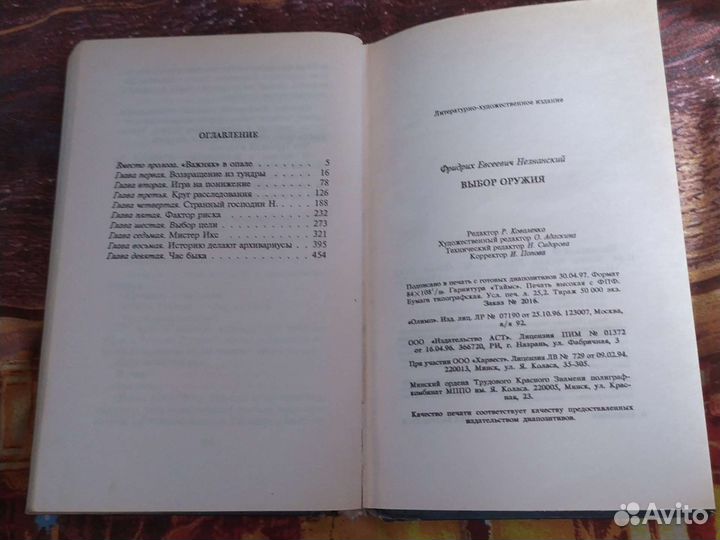 ОГЛАВЛЕНИЕ
Вместо пролога. «Важняк» в опале . . . . . . . . 5
Глава первая. Возвращение из тундры . . . . . . . 16
Глава вторая. Игра на понижение . . . . . . . . 78
Глава третья. Круг расследования . . . . . . . . 126
Глава четвертая. Странный господин Н. . . . . . . 188
Глава пятая. Фактор риска . . . . . . . . . . 232
Глава шестая. Выбор цели . . . . . . . . . . 273
Глава седьмая. Мистер Икс . . . . . . . . . . 321
Глава восьмая. Историю делают архивариусы . . . . 395
Глава девятая. Час быка . . . . . . . . . . . 454
Литературно-художественное издание
Фридрих Евсеевич Незнанский
ВЫБОР ОРУЖИЯ
Редактор Р. Коваленко
Художественный редактор О. Адаскина
Технический редактор Н. Сидорова
Корректор И. Попова
Подписано в печать с готовых диапозитивов 30.04.97. Формат
84×108¹/₃₂. Гарнитура «Таймс». Печать высокая с ФПФ.
Бумага типографская. Усл. печ. л. 25,2. Тираж 50 000 экз.
Заказ № 2016.
«Олимп». Изд. лиц. ЛР № 07190 от 25.10.96. 123007, Москва,
а/я 92.
ООО «Издательство АСТ». Лицензия ПИМ № 01372
от 16.04.96. 366720, РИ, г. Назрань, ул. Фабричная, 3
При участии ООО «Харвест». Лицензия ЛВ № 729 от 09.02.94.
220013, Минск, ул. Я. Коласа, 35-305.
Минский ордена Трудового Красного Знамени полиграф-
комбинат МППО им. Я. Коласа. 220005, Минск, ул. Крас-
ная, 23.
Качество печати соответствует качеству предоставленных
издательством диапозитивов.
Avito